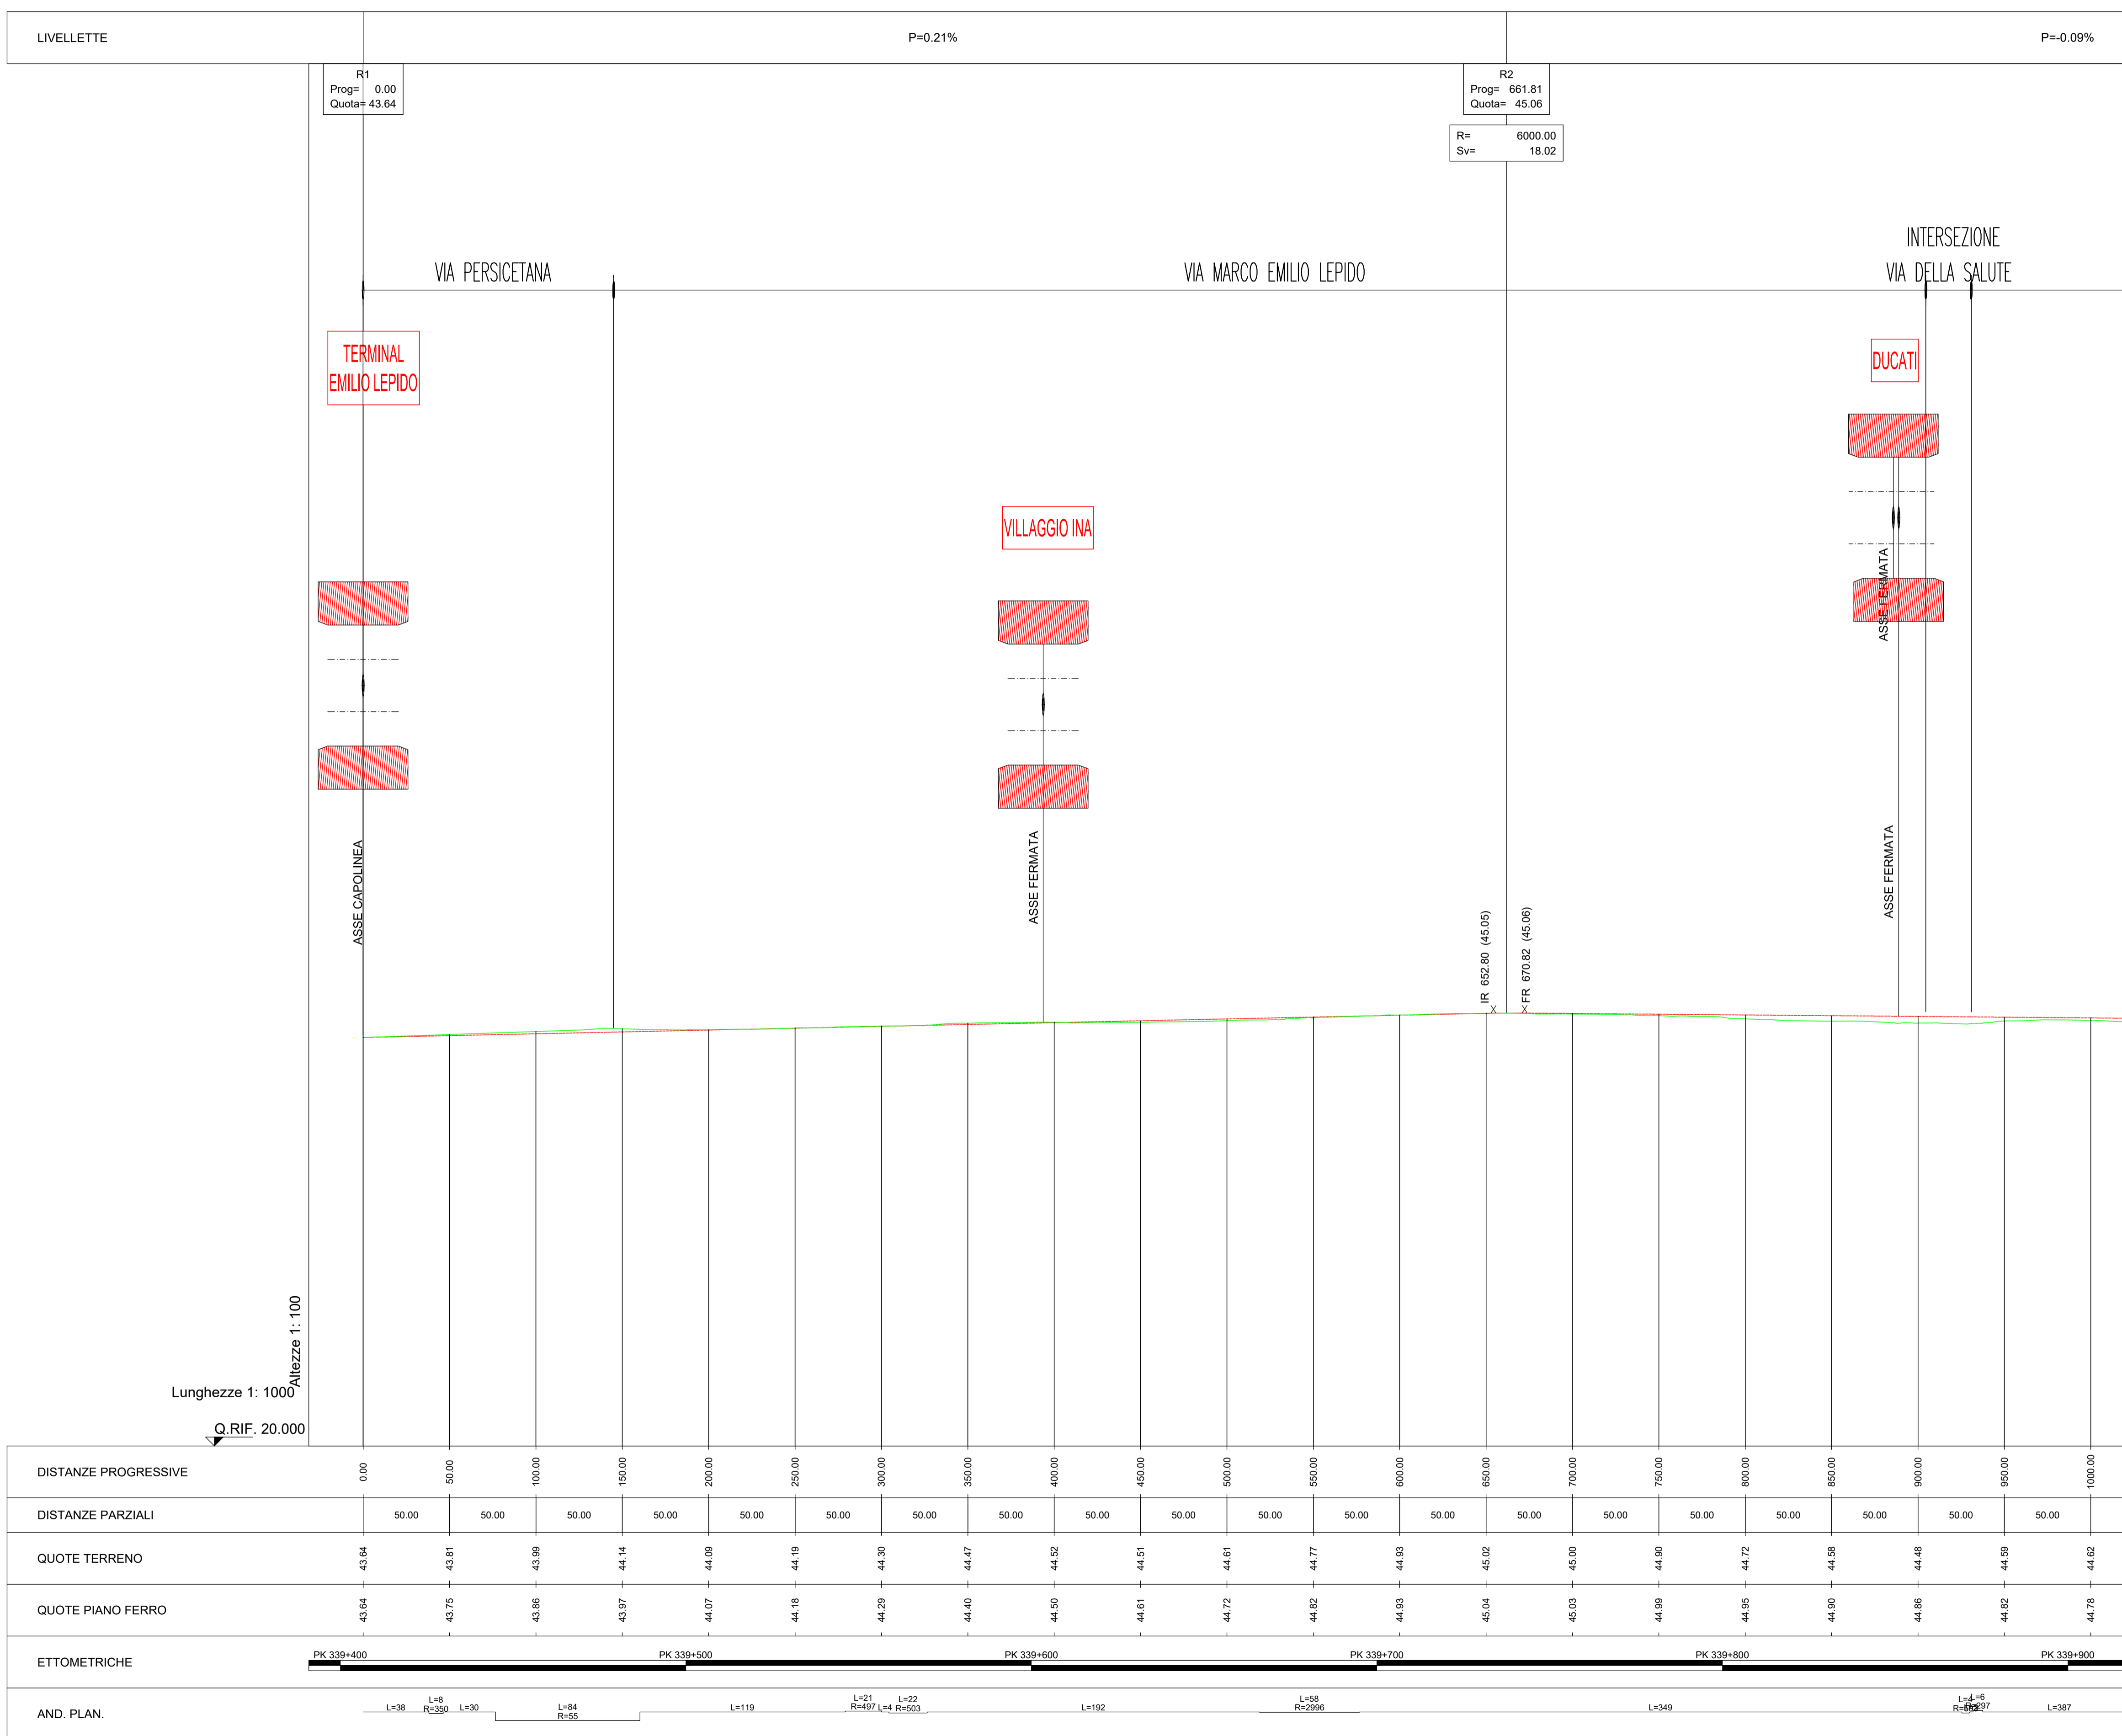 LIVELLETTE P=0.21% P=-0.09%
R1
Prog= 0.00
Quota= 43.64
R2
Prog= 661.81
Quota= 45.06
R= 6000.00
Sv= 18.02
INTERSEZIONE
VIA PERSICETANA VIA MARCO EMILIO LEPIDO VIA DELLA SALUTE
TERMINAL
EMILIO LEPIDO
DUCATI
VILLAGGIO INA
ASSE FERMATA
ASSE CAPOLINEA
ASSE FERMATA
ASSE FERMATA
IR 652.80 (45.05)
FR 670.82 (45.06)
Altezze 1: 100
Lunghezze 1: 1000
Q.RIF. 20.000
DISTANZE PROGRESSIVE 0.00 50.00 100.00 150.00 200.00 250.00 300.00 350.00 400.00 450.00 500.00 550.00 600.00 650.00 700.00 750.00 800.00 850.00 900.00 950.00 1000.00
DISTANZE PARZIALI 50.00 50.00 50.00 50.00 50.00 50.00 50.00 50.00 50.00 50.00 50.00 50.00 50.00 50.00 50.00 50.00 50.00 50.00 50.00 50.00
QUOTE TERRENO 43.64 43.81 43.99 44.14 44.09 44.19 44.30 44.47 44.52 44.51 44.61 44.77 44.93 45.02 45.00 44.90 44.72 44.58 44.48 44.59 44.62
QUOTE PIANO FERRO 43.64 43.75 43.86 43.97 44.07 44.18 44.29 44.40 44.50 44.61 44.72 44.82 44.93 45.04 45.03 44.99 44.95 44.90 44.86 44.82 44.78
ETTOMETRICHE PK 339+400 PK 339+500 PK 339+600 PK 339+700 PK 339+800 PK 339+900
AND. PLAN. L=38 L=8 R=350 L=30 L=84 R=55 L=119 L=21 R=497 L=4 L=22 R=503 L=192 L=58 R=2996 L=349 L=4 L=6 L=387